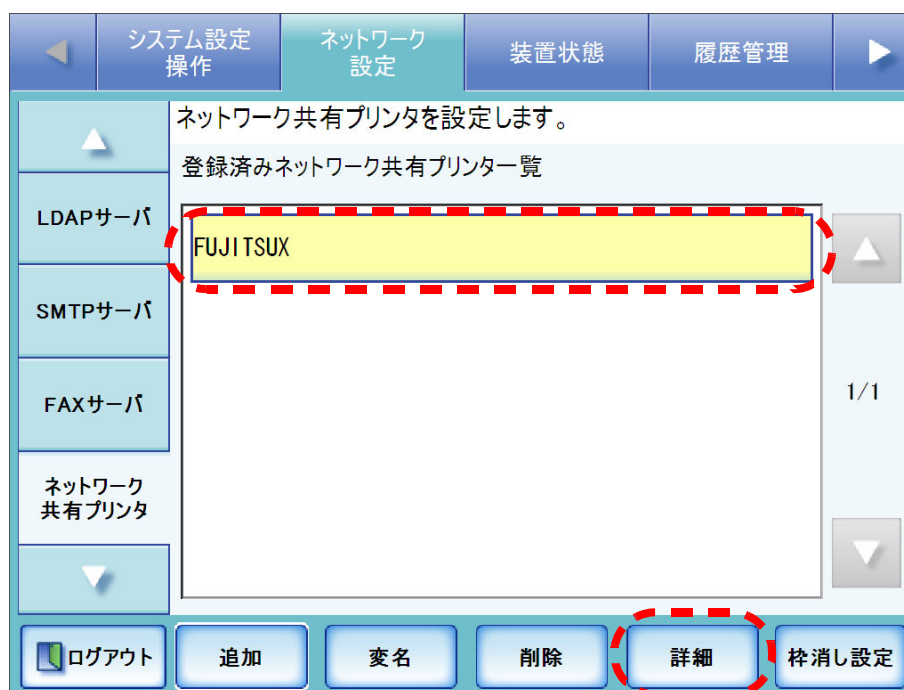 システム設定
操作
ネットワーク
設定
装置状態
履歴管理
ネットワーク共有プリンタを設定します。
登録済みネットワーク共有プリンタ一覧
LDAPサーバ
SMTPサーバ
FAXサーバ
ネットワーク
共有プリンタ
FUJITSUX
1/1
ログアウト
追加
変名
削除
詳細
枠消し設定